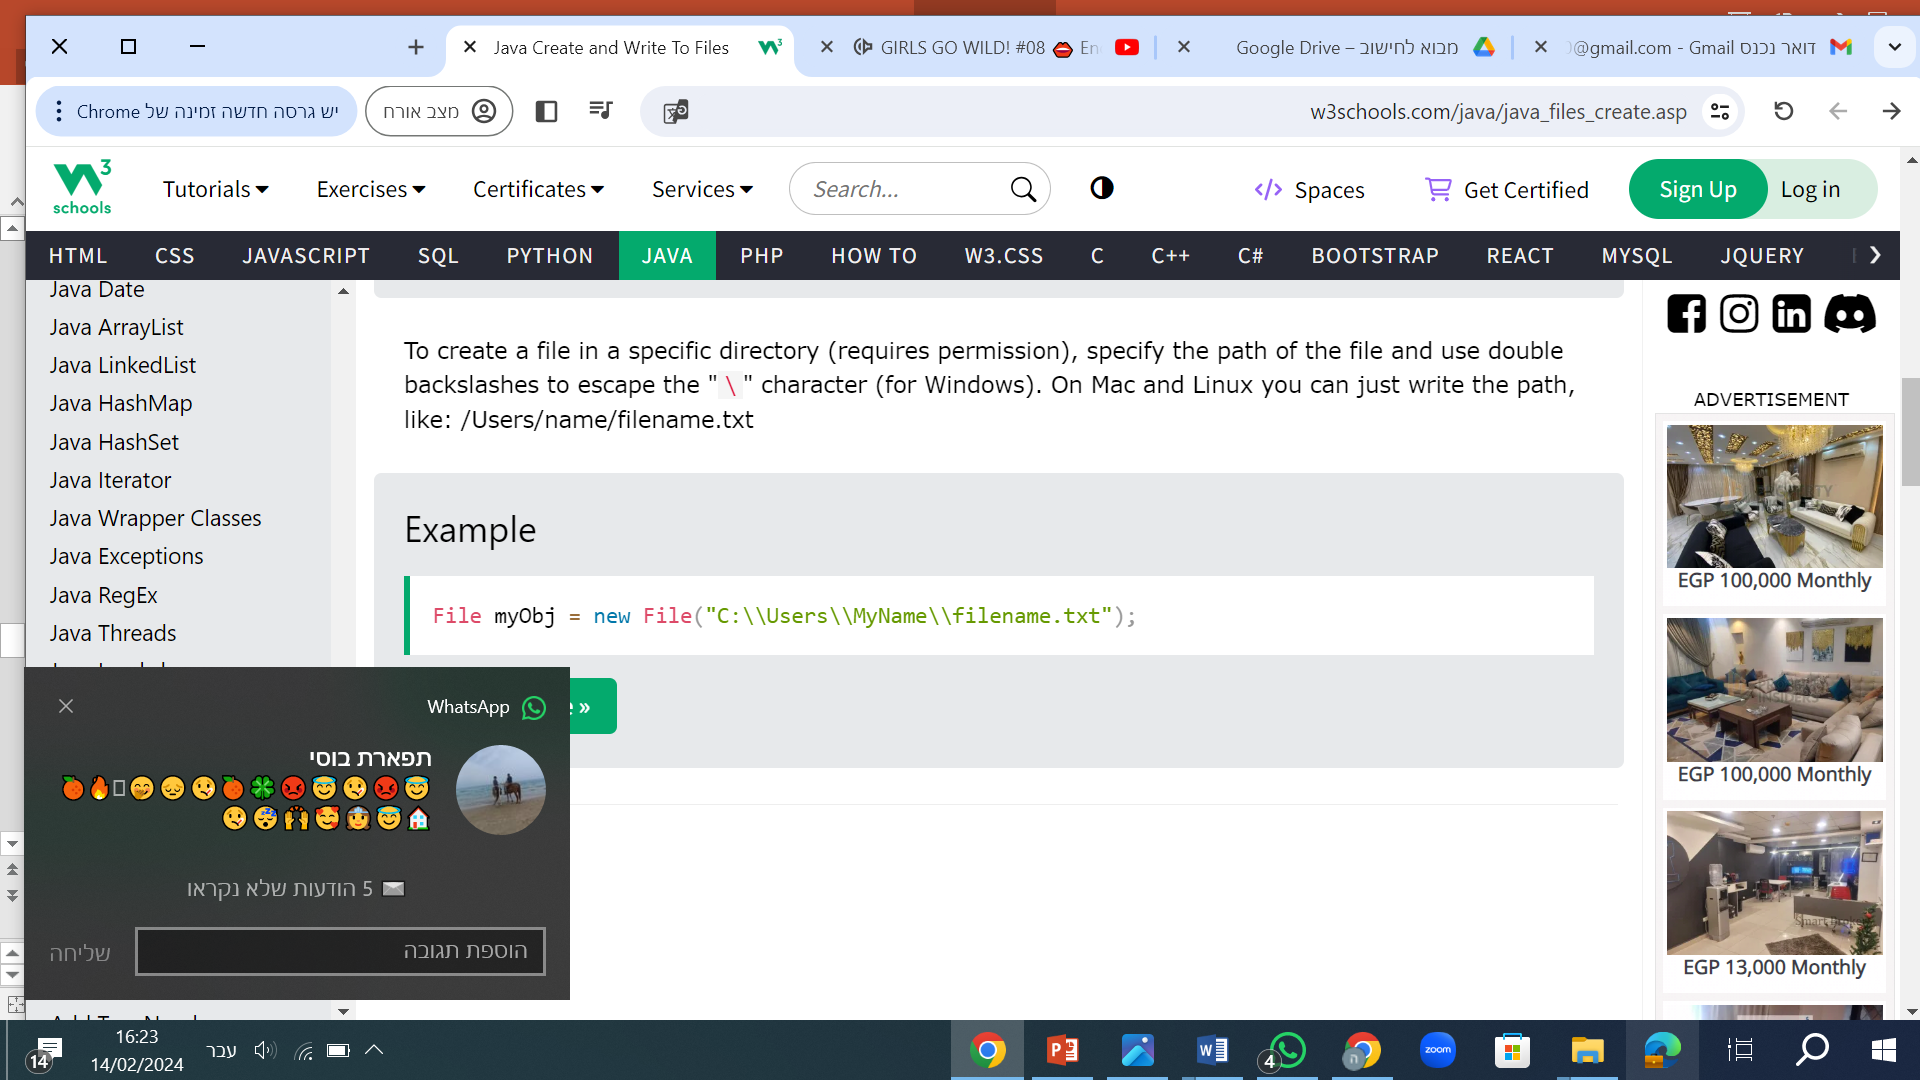 Java Create and Write To Files
GIRLS GO WILD! #08 👄 En
Google Drive – מבוא לחישוב
דואר נכנס - @gmail.com - Gmail
יש גרסה חדשה זמינה של Chrome
מצב אורח
w3schools.com/java/java_files_create.asp
W3 schools
Tutorials
Exercises
Certificates
Services
Search...
Spaces
Get Certified
Sign Up
Log in
HTML CSS JAVASCRIPT SQL PYTHON JAVA PHP HOW TO W3.CSS C C++ C# BOOTSTRAP REACT MYSQL JQUERY
Java Date
Java ArrayList
Java LinkedList
Java HashMap
Java HashSet
Java Iterator
Java Wrapper Classes
Java Exceptions
Java RegEx
Java Threads
To create a file in a specific directory (requires permission), specify the path of the file and use double
backslashes to escape the "\" character (for Windows). On Mac and Linux you can just write the path,
like: /Users/name/filename.txt
Example
File myObj = new File("C:\\Users\\MyName\\filename.txt");
e »
ADVERTISEMENT
EGP 100,000 Monthly
EGP 100,000 Monthly
EGP 13,000 Monthly
WhatsApp
תפארת בוסי
5 הודעות שלא נקראו
הוספת תגובה
שליחה
16:23
14/02/2024
עבר
14
4
zoom